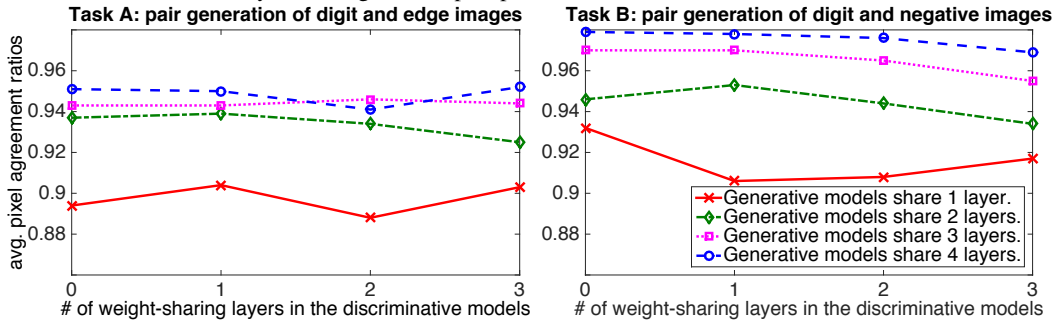 Task A: pair generation of digit and edge images
avg. pixel agreement ratios
0.96
0.94
0.92
0.9
0.88
0 1 2 3
# of weight-sharing layers in the discriminative models
Task B: pair generation of digit and negative images
0.96
0.94
0.92
0.9
0.88
Generative models share 1 layer.
Generative models share 2 layers.
Generative models share 3 layers.
Generative models share 4 layers.
0 1 2 3
# of weight-sharing layers in the discriminative models